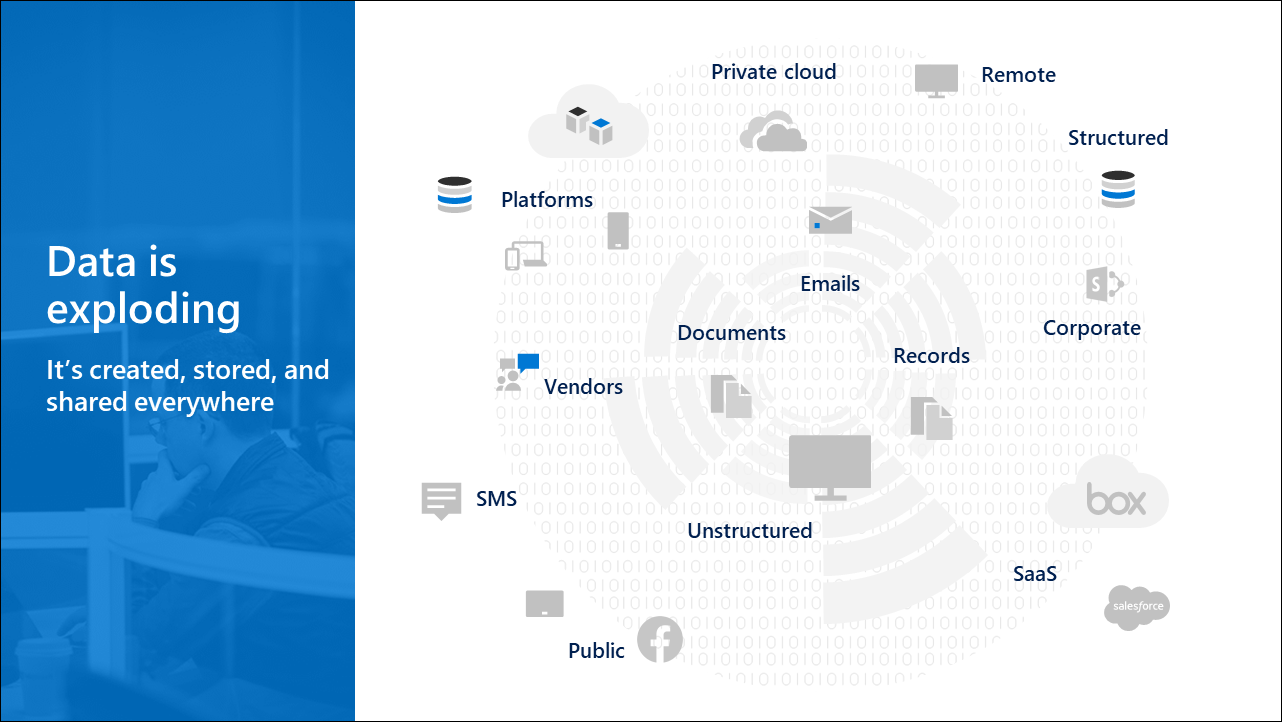 Data is
exploding
It’s created, stored, and
shared everywhere
Private cloud
Remote
Structured
Platforms
Emails
Corporate
S
Documents
Records
Vendors
SMS
box
Unstructured
SaaS
salesforce
Public
f